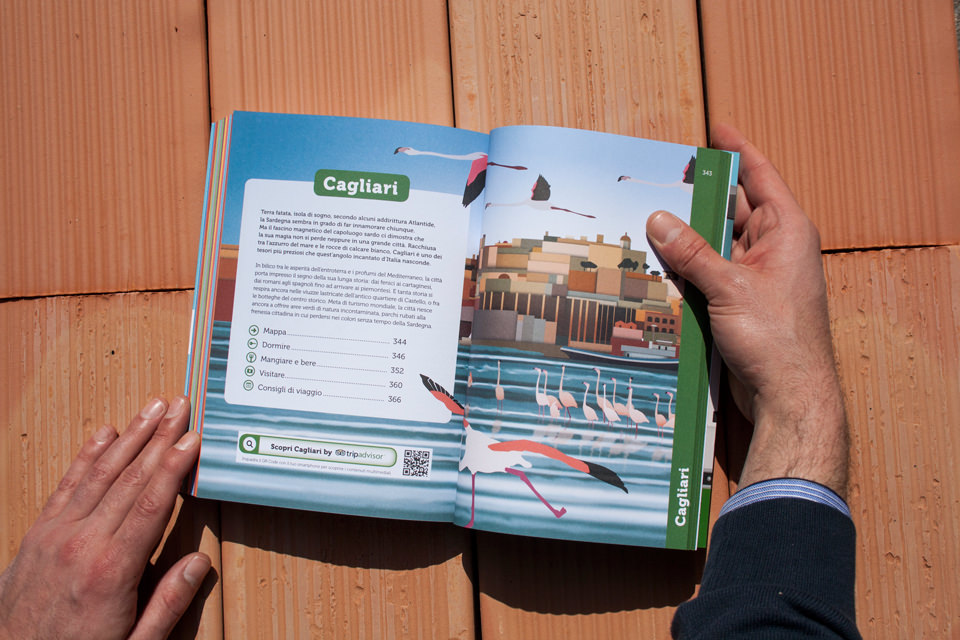 Cagliari
Terra fatata, isola di sogno, secondo alcuni addirittura Atlantide,
la Sardegna sembra in grado di far innamorare chiunque.
Ma il fascino magnetico del capoluogo sardo ci dimostra che
la sua magia non si perde neppure in una grande città. Racchiusa
tra l'azzurro del mare e le rocce di calcare bianco, Cagliari è uno dei
tesori più preziosi che quest'angolo incantato d'Italia nasconde.
In bilico tra le asperità dell'entroterra e i profumi del Mediterraneo, la città
porta impresso il segno della sua lunga storia: dai fenici ai cartaginesi,
dai romani agli spagnoli fino ad arrivare ai piemontesi. E tanta storia si
respira ancora nelle viuzze lastricate dell'antico quartiere di Castello, o fra
le botteghe del centro storico. Meta di turismo mondiale, la città riesce
ancora a offrire aree verdi di natura incontaminata, parchi rubati alla
frenesia cittadina in cui perdersi nei colori senza tempo della Sardegna.
Mappa 344
Dormire 346
Mangiare e bere 352
Visitare 360
Consigli di viaggio 366
Scopri Cagliari by tripadvisor
Inquadra il QR Code con il tuo smartphone per scoprire i contenuti multimediali
343
Cagliari